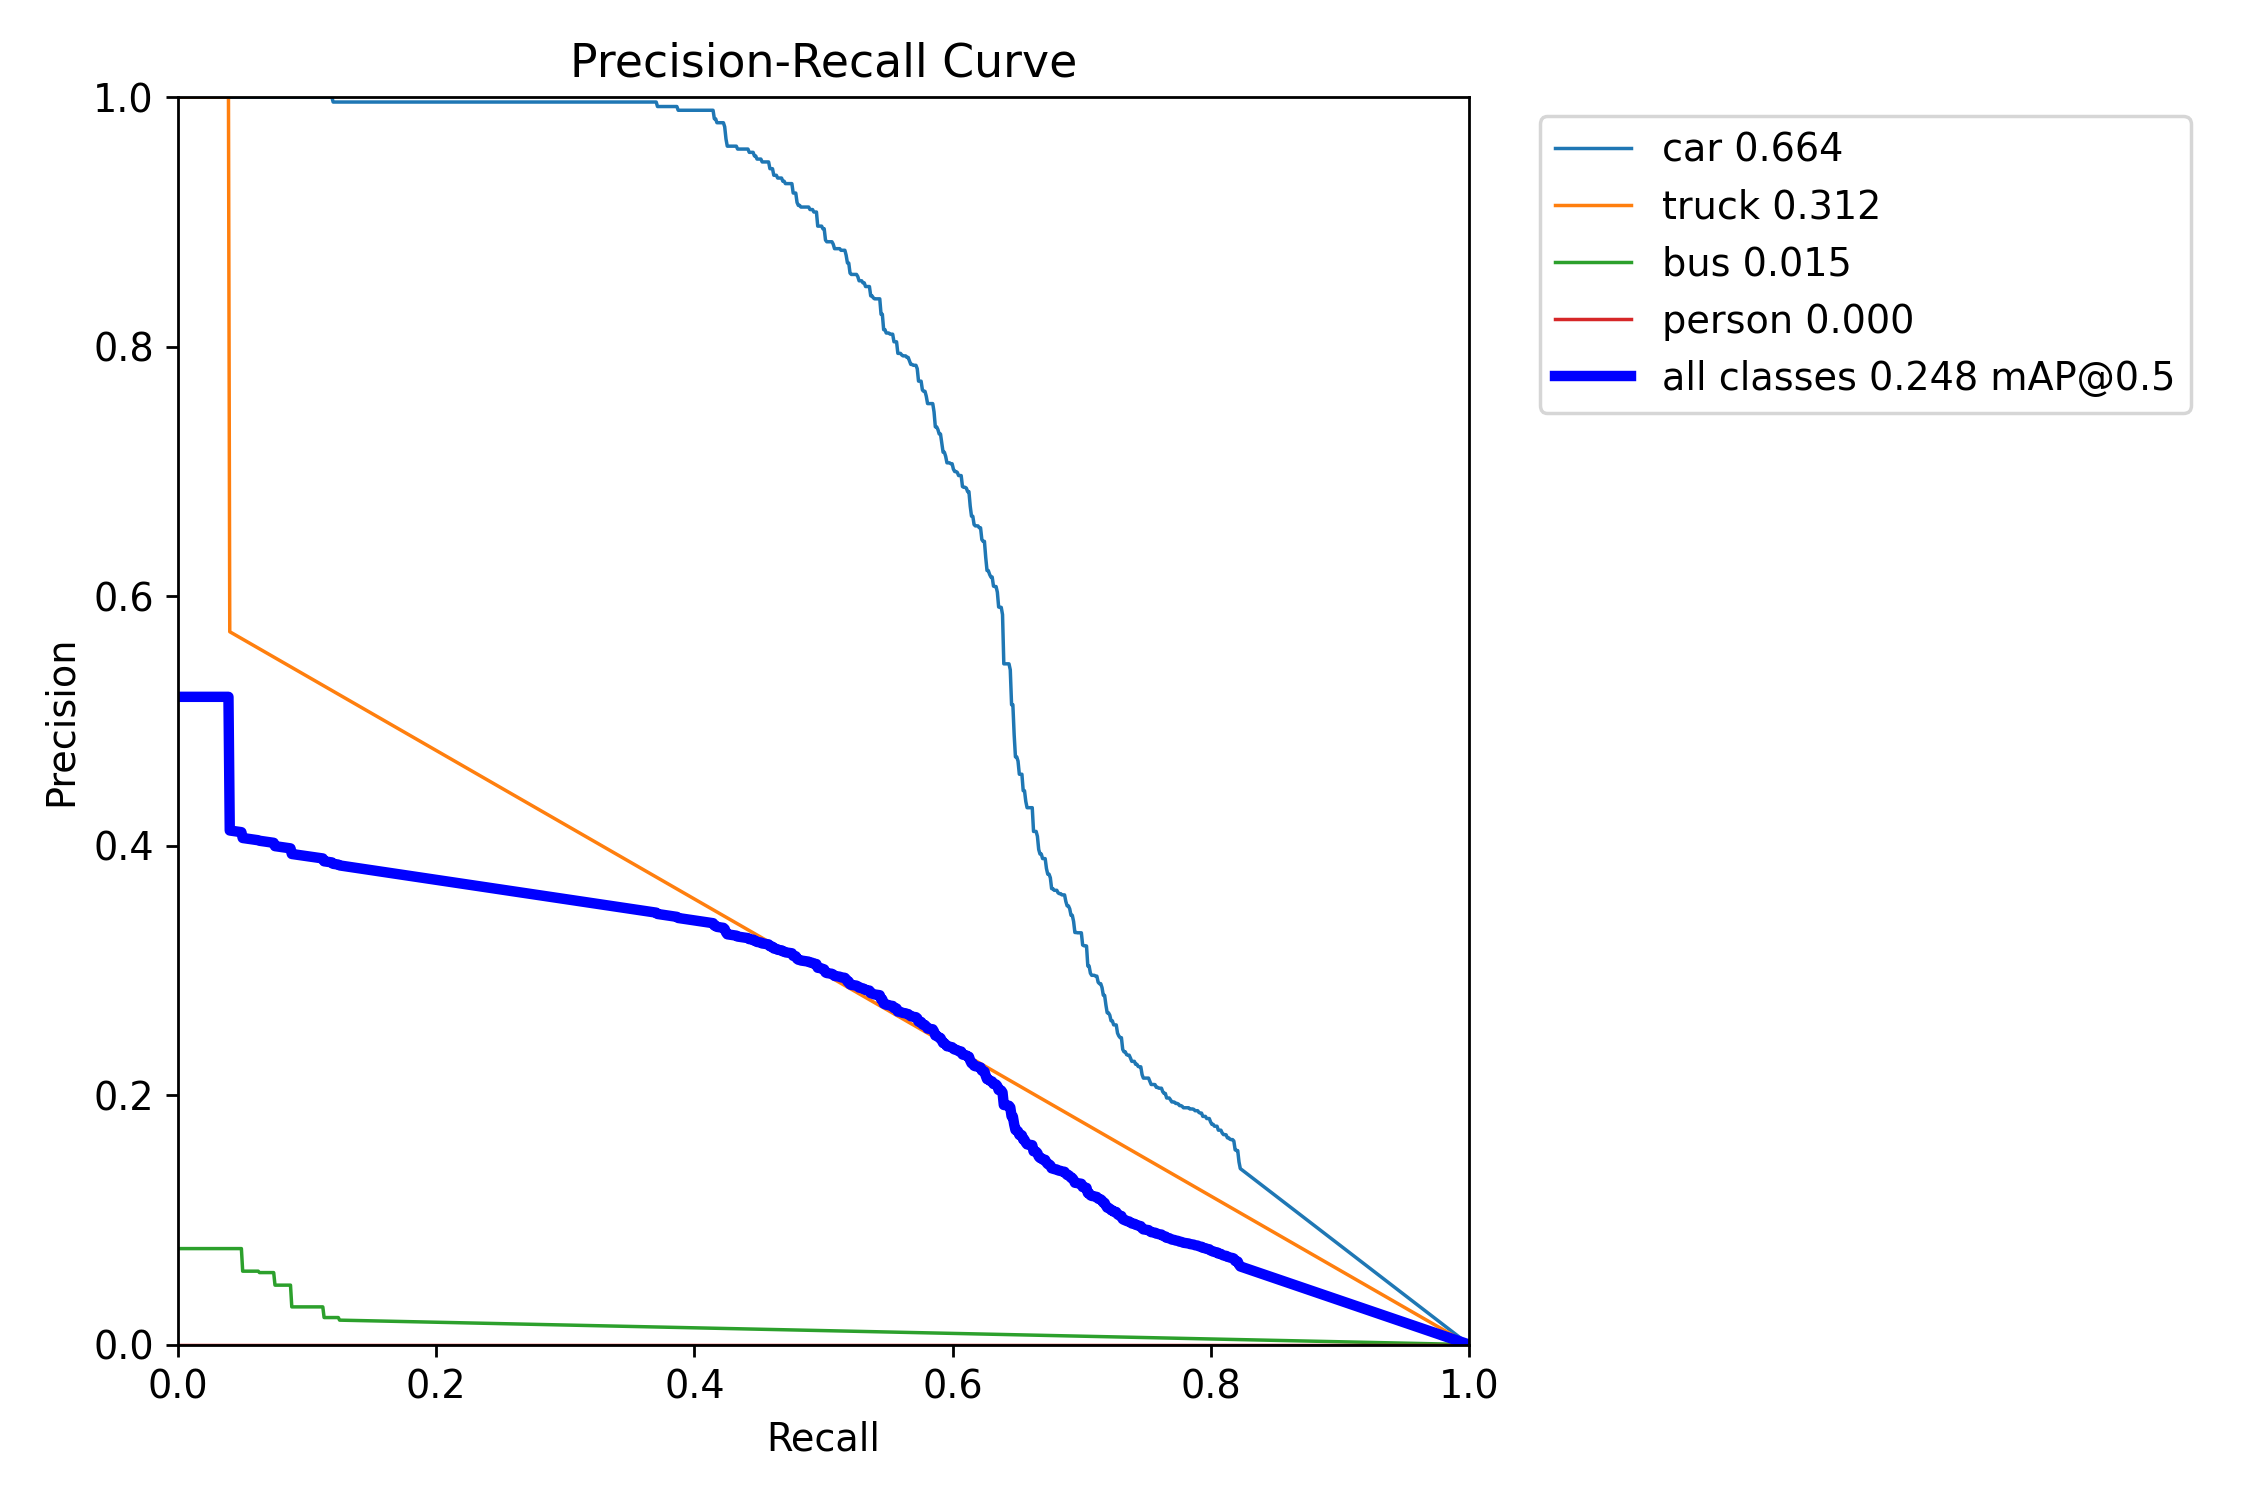 Precision-Recall Curve
1.0
0.8
0.6
0.4
0.2
0.0
Precision
0.0 0.2 0.4 0.6 0.8 1.0
Recall
car 0.664
truck 0.312
bus 0.015
person 0.000
all classes 0.248 mAP@0.5